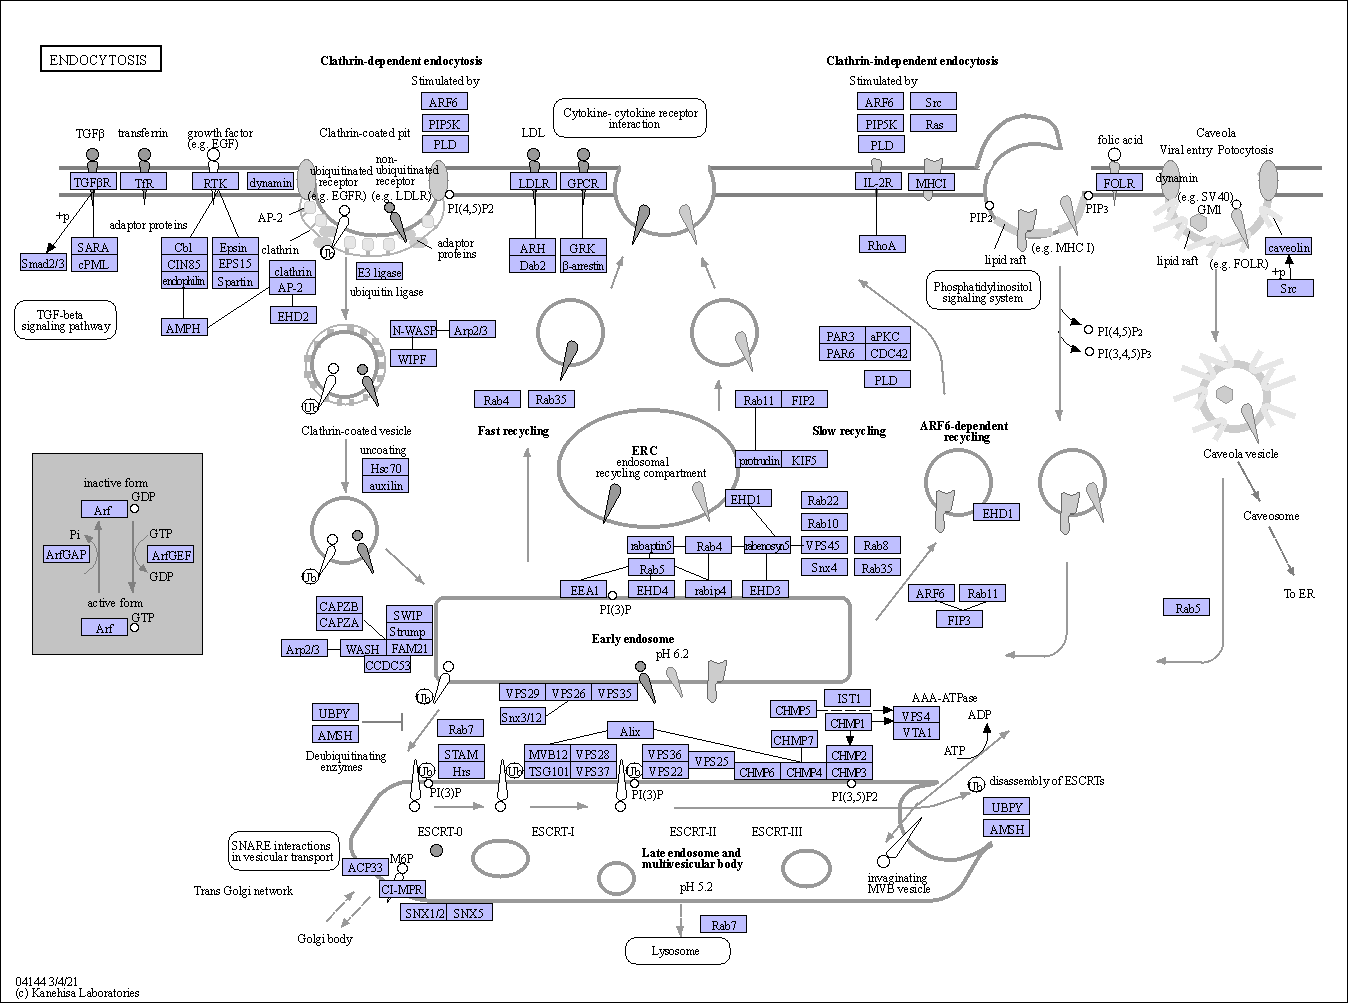 ENDOCYTOSIS
Clathrin-dependent endocytosis
Stimulated by
ARF6
PIP5K
PLD
Clathrin-independent endocytosis
Stimulated by
ARF6
Src
PIP5K
Ras
PLD
Cytokine- cytokine receptor
interaction
TGFβ
transferrin
growth factor
(e.g. EGF)
Clathrin-coated pit
LDL
folic acid
Caveola
Viral entry Potocytosis
TGFβR
TfR
RTK
dynamin
ubiquitinated
receptor
(e.g. EGFR)
non-
ubiquitinated
receptor
(e.g. LDLR)
PI(4,5)P2
LDLR
GPCR
IL-2R
MHCI
PIP2
PIP3
FOLR
dynamin
(e.g. SV40)
GM1
+p
adaptor proteins
AP-2
clathrin
Ub
adaptor
proteins
Smad2/3
SARA
cPML
Cbl
CIN85
endophilin
Epsin
EPS15
Spartin
AMPH
clathrin
AP-2
EHD2
E3 ligase
ubiquitin ligase
ARH
Dab2
GRK
β-arrestin
RhoA
lipid raft
(e.g. MHC I)
lipid raft
(e.g. FOLR)
caveolin
+p
Src
TGF-beta
signaling pathway
Phosphatidylinositol
signaling system
PI(4,5)P2
PI(3,4,5)P3
N-WASP
Arp2/3
WIPF
PAR3
aPKC
PAR6
CDC42
PLD
Ub
Clathrin-coated vesicle
uncoating
Hsc70
auxilin
Rab4
Rab35
Fast recycling
ERC
endosomal
recycling compartment
Rab11
FIP2
Slow recycling
protrudin
KIF5
ARF6-dependent
recycling
EHD1
Caveola vesicle
Caveosome
To ER
inactive form
Arf
GDP
Pi
GTP
ArfGAP
ArfGEF
GDP
active form
Arf
GTP
Ub
EHD1
Rab22
Rab10
rabaptin5
Rab4
rabenosyn5
VPS45
Rab8
Rab5
Snx4
Rab35
EEA1
EHD4
rabip4
EHD3
PI(3)P
ARF6
Rab11
FIP3
Rab5
CAPZB
CAPZA
SWIP
Strump
Arp2/3
WASH
FAM21
CCDC53
Early endosome
pH 6.2
Ub
VPS29
VPS26
VPS35
Snx3/12
UBPY
AMSH
Deubiquitinating
enzymes
Rab7
STAM
Hrs
Alix
MVB12
VPS28
TSG101
VPS37
VPS36
VPS22
VPS25
CHMP5
IST1
CHMP1
CHMP7
CHMP2
CHMP6
CHMP4
CHMP3
AAA-ATPase
VPS4
VTA1
ADP
ATP
Ub
PI(3)P
Ub
Ub
PI(3)P
PI(3,5)P2
Ub
disassembly of ESCRTs
UBPY
AMSH
ESCRT-0
ESCRT-I
ESCRT-II
ESCRT-III
SNARE interactions
in vesicular transport
Late endosome and
multivesicular body
pH 5.2
invaginating
MVB vesicle
ACP33
M6P
CI-MPR
Trans Golgi network
SNX1/2
SNX5
Golgi body
Rab7
Lysosome
04144 3/4/21
(c) Kanehisa Laboratories